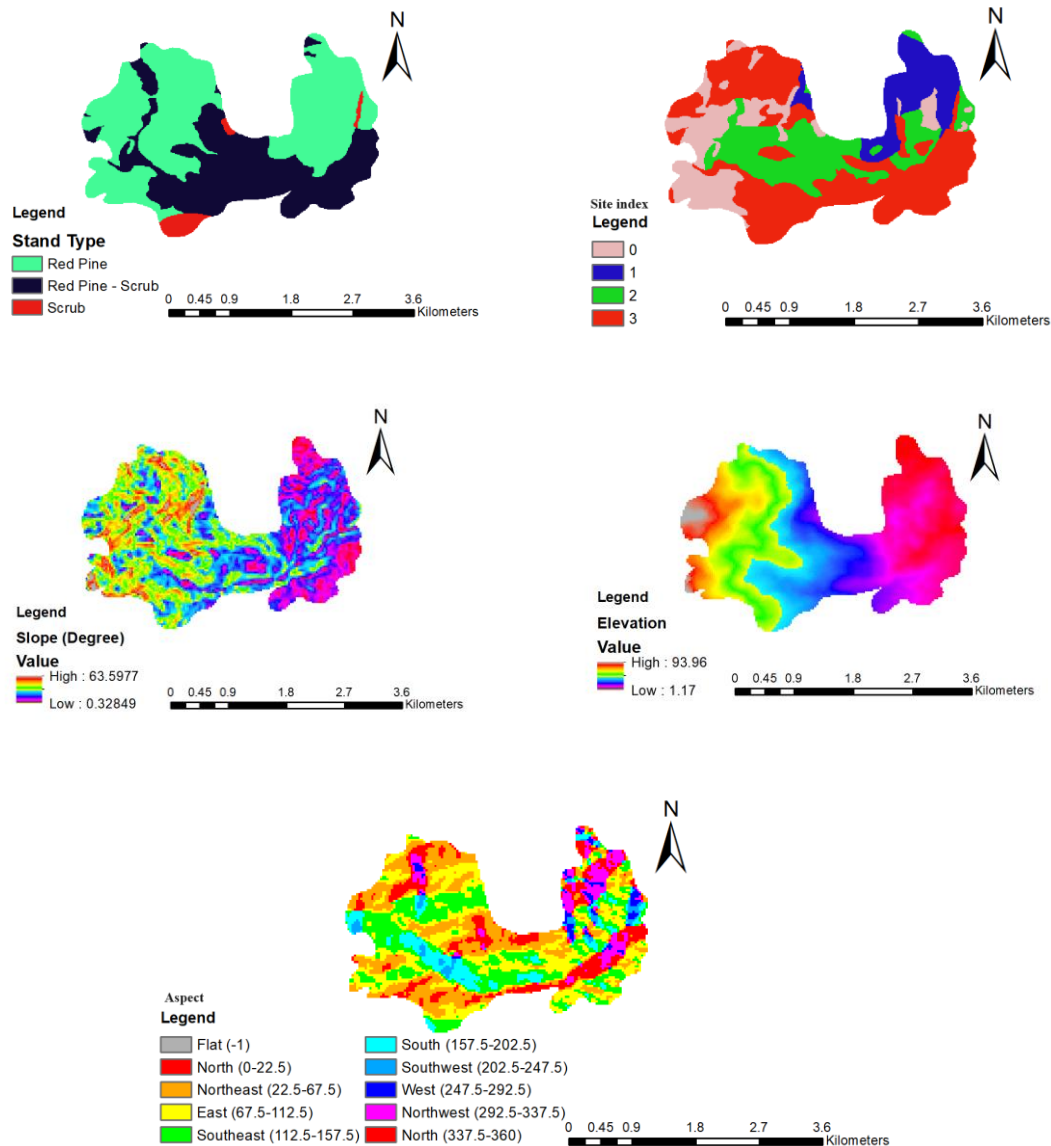 N
Legend
Stand Type
Red Pine
Red Pine - Scrub
Scrub
0 0.45 0.9 1.8 2.7 3.6
Kilometers
N
Site index
Legend
0
1
2
3
0 0.45 0.9 1.8 2.7 3.6
Kilometers
N
Legend
Slope (Degree)
Value
High : 63.5977
Low : 0.32849
0 0.45 0.9 1.8 2.7 3.6
Kilometers
N
Legend
Elevation
Value
High : 93.96
Low : 1.17
0 0.45 0.9 1.8 2.7 3.6
Kilometers
N
Aspect
Legend
Flat (-1)
North (0-22.5)
Northeast (22.5-67.5)
East (67.5-112.5)
Southeast (112.5-157.5)
South (157.5-202.5)
Southwest (202.5-247.5)
West (247.5-292.5)
Northwest (292.5-337.5)
North (337.5-360)
0 0.45 0.9 1.8 2.7 3.6
Kilometers